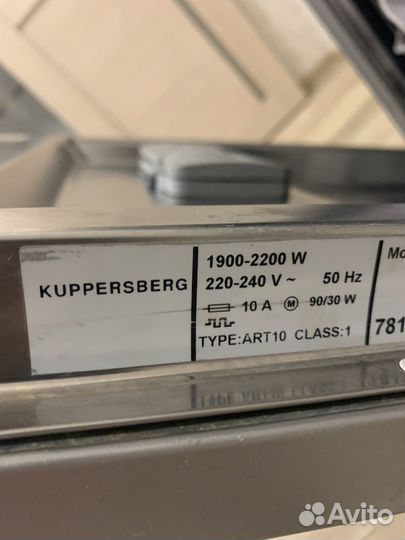 KUPPERSBERG
1900-2200 W
220-240 V ~ 50 Hz
10 A M 90/30 W
TYPE:ART10 CLASS:1
Mo
781
Avito